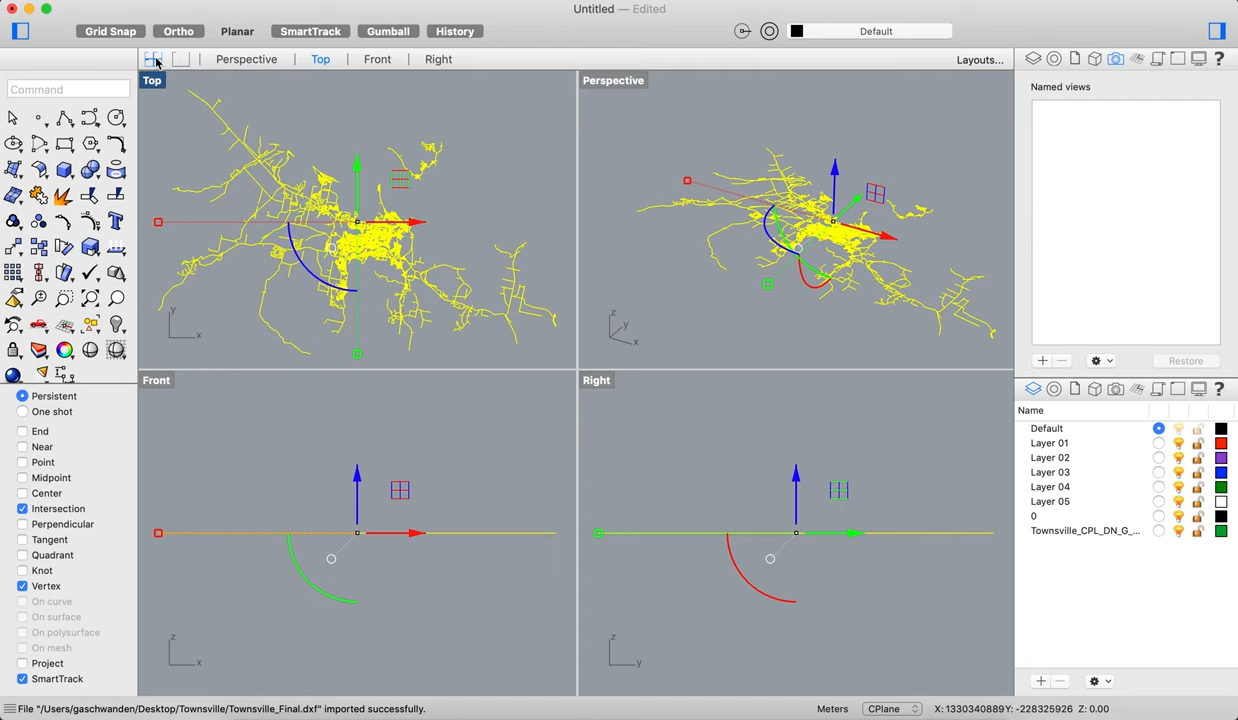 Untitled — Edited
Grid Snap Ortho Planar SmartTrack Gumball History Default
Perspective Top Front Right Layouts...
Top
Perspective
Command
Named views
y
x
z
y
x
Restore
Front
Right
z
x
z
y
Persistent
One shot
End
Near
Point
Midpoint
Center
Intersection
Perpendicular
Tangent
Quadrant
Knot
Vertex
On curve
On surface
On polysurface
On mesh
Project
SmartTrack
Name
Default
Layer 01
Layer 02
Layer 03
Layer 04
Layer 05
0
Townsville_CPL_DN_G_...
File "/Users/gaschwanden/Desktop/Townsville/Townsville_Final.dxf" imported successfully. Meters CPlane X: 1330340889 Y: -228325926 Z: 0.00